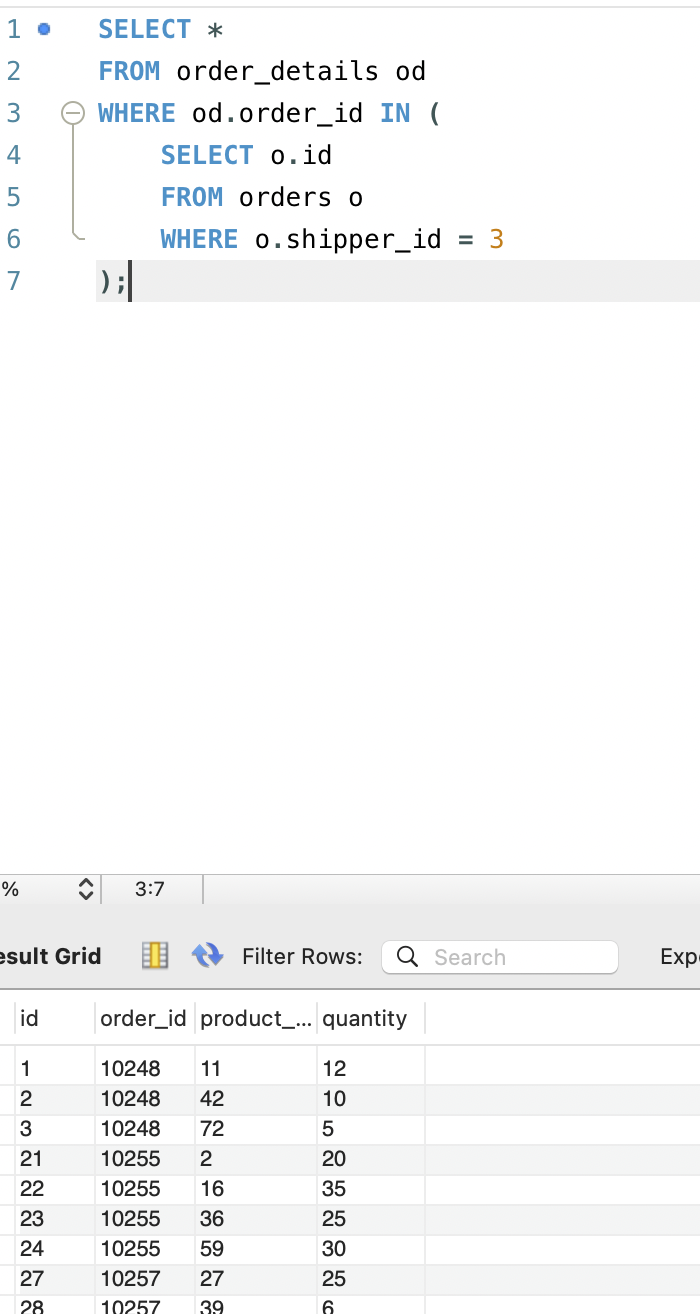 1 SELECT *
2 FROM order_details od
3 WHERE od.order_id IN (
4 SELECT o.id
5 FROM orders o
6 WHERE o.shipper_id = 3
7 );
% 3:7
esult Grid Filter Rows: Search Expo
id order_id product_... quantity
1 10248 11 12
2 10248 42 10
3 10248 72 5
21 10255 2 20
22 10255 16 35
23 10255 36 25
24 10255 59 30
27 10257 27 25
28 10257 39 6